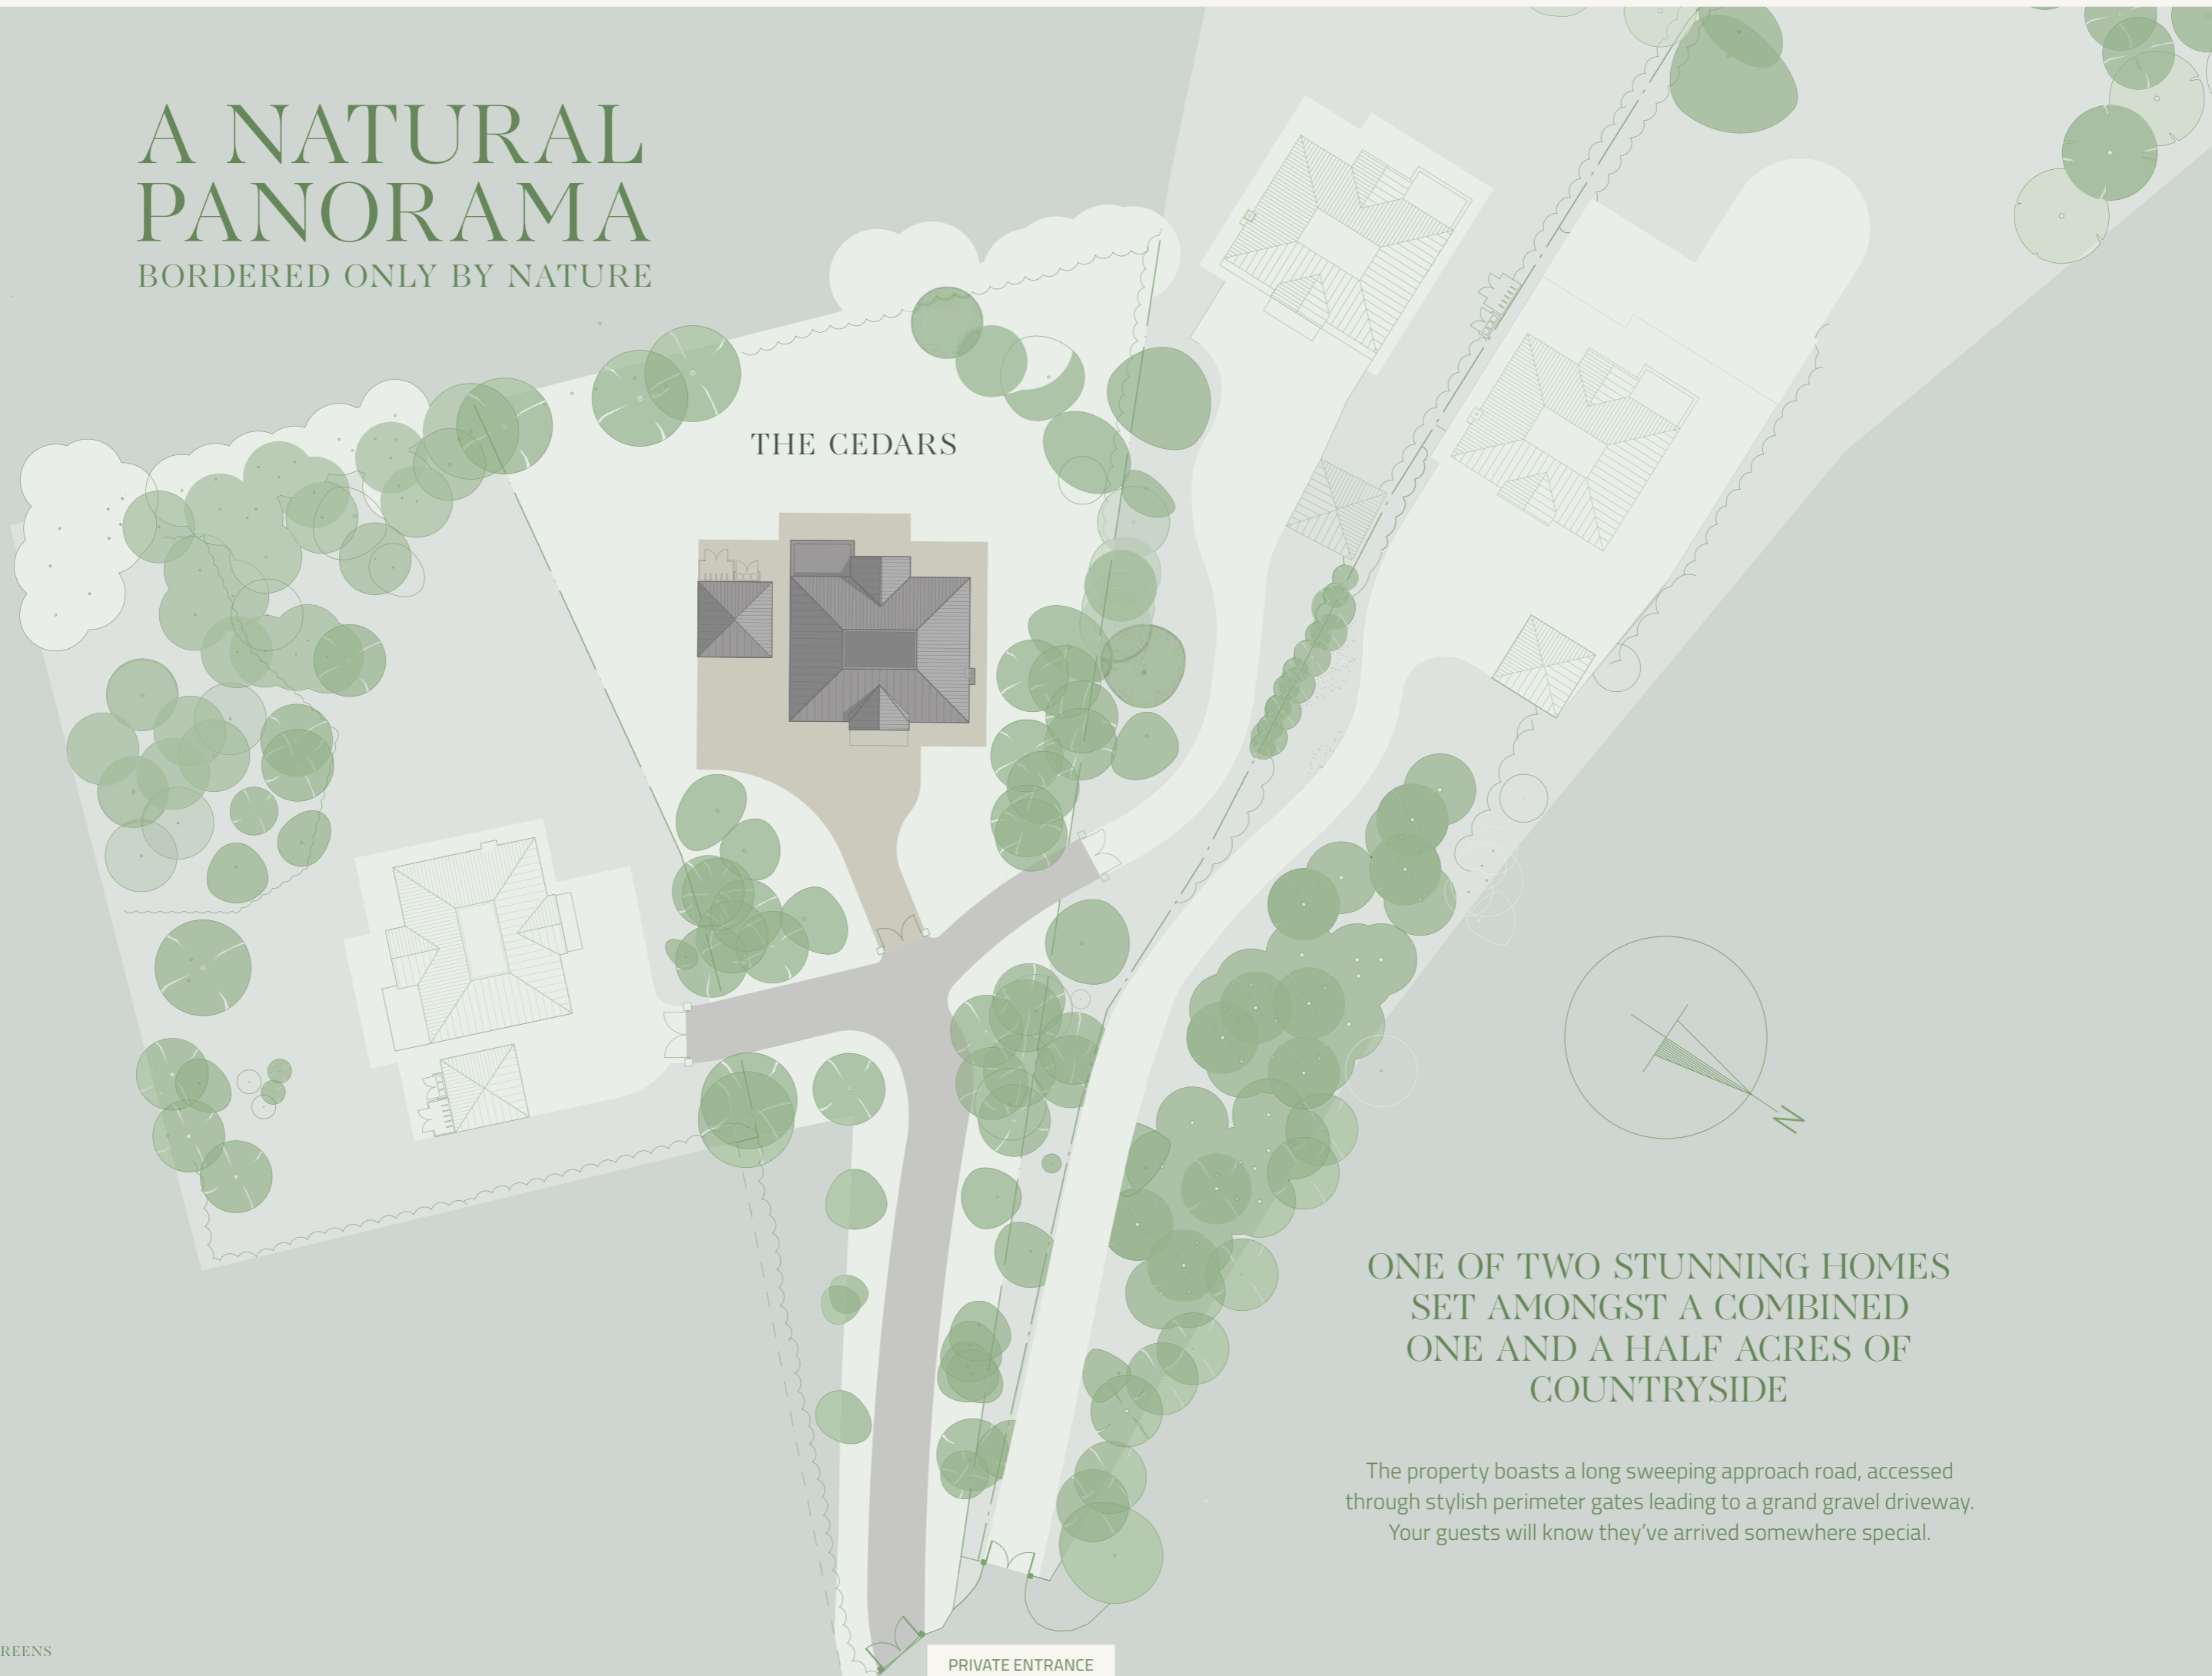 A NATURAL
PANORAMA
BORDERED ONLY BY NATURE
THE CEDARS
N
ONE OF TWO STUNNING HOMES
SET AMONGST A COMBINED
ONE AND A HALF ACRES OF
COUNTRYSIDE
The property boasts a long sweeping approach road, accessed
through stylish perimeter gates leading to a grand gravel driveway.
Your guests will know they’ve arrived somewhere special.
REENS
PRIVATE ENTRANCE